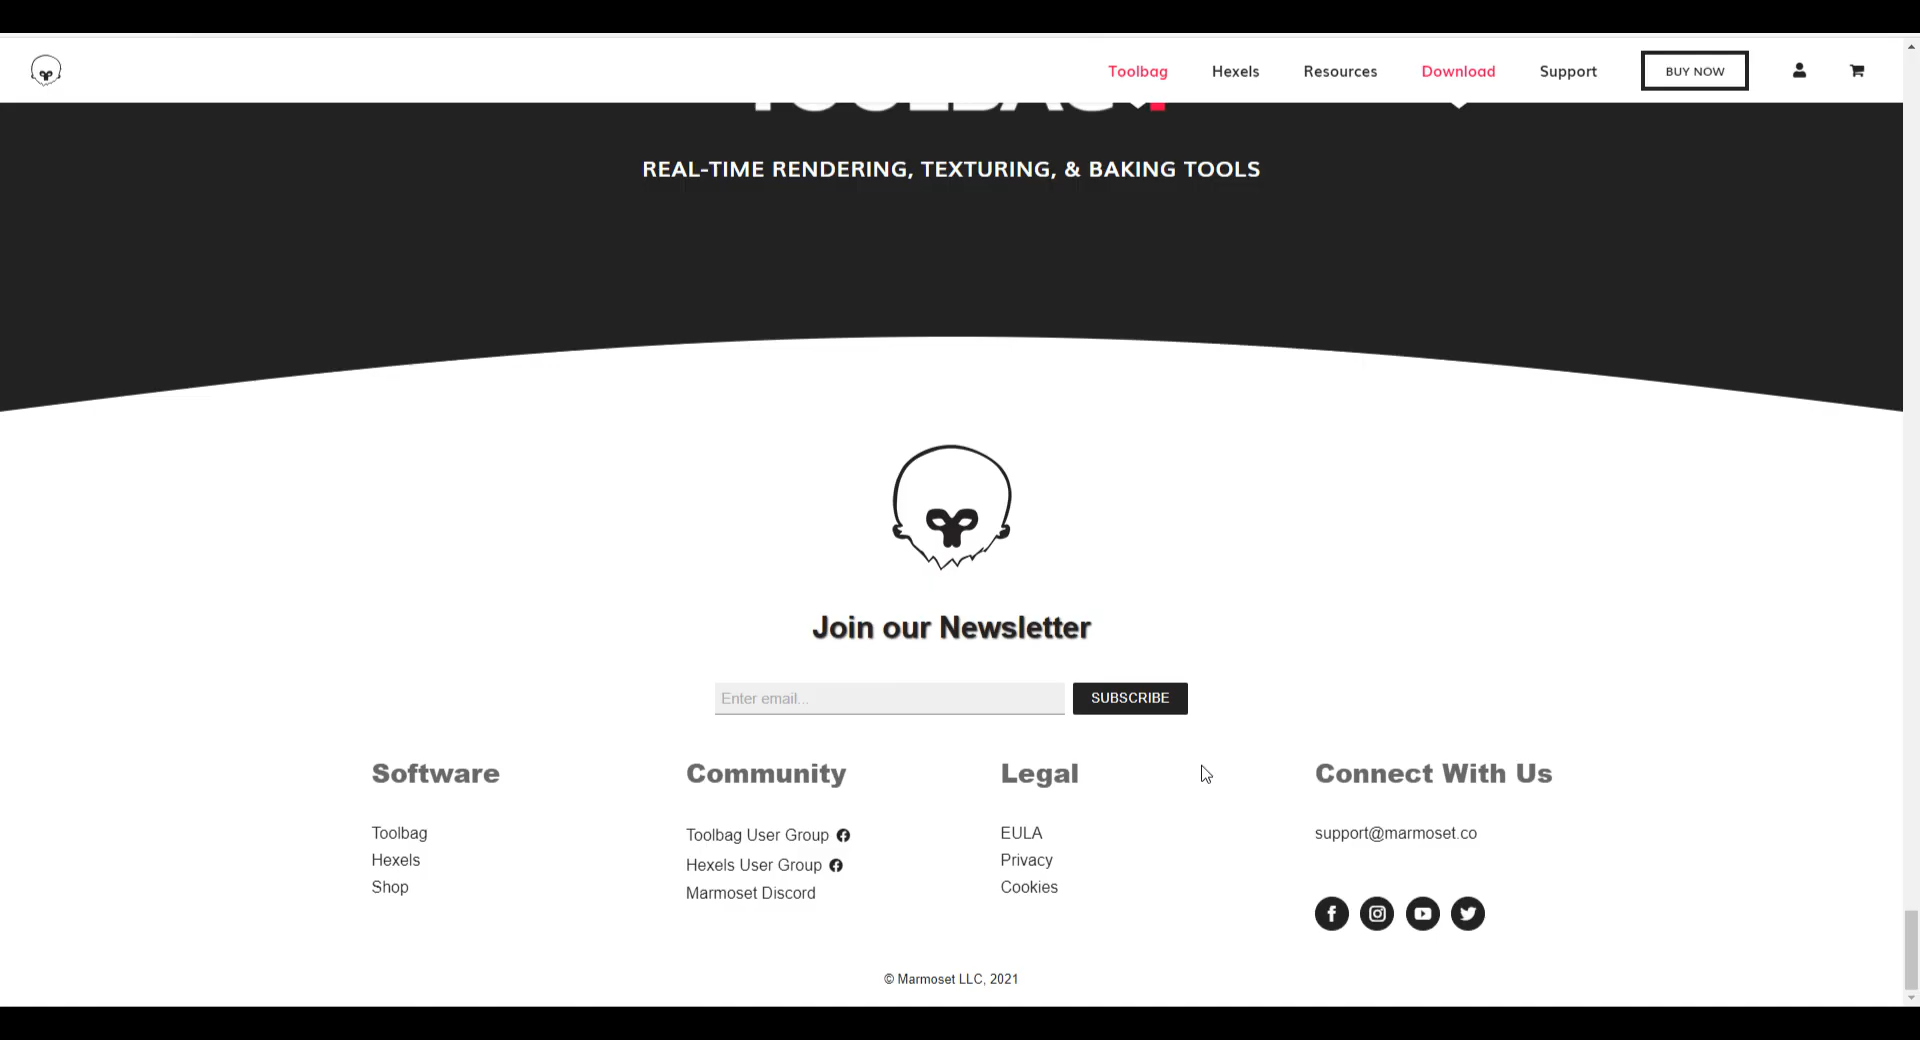 Toolbag Hexels Resources Download Support BUY NOW
REAL-TIME RENDERING, TEXTURING, & BAKING TOOLS
Join our Newsletter
Enter email... SUBSCRIBE
Software
Toolbag
Hexels
Shop
Community
Toolbag User Group
Hexels User Group
Marmoset Discord
Legal
EULA
Privacy
Cookies
Connect With Us
support@marmoset.co
© Marmoset LLC, 2021